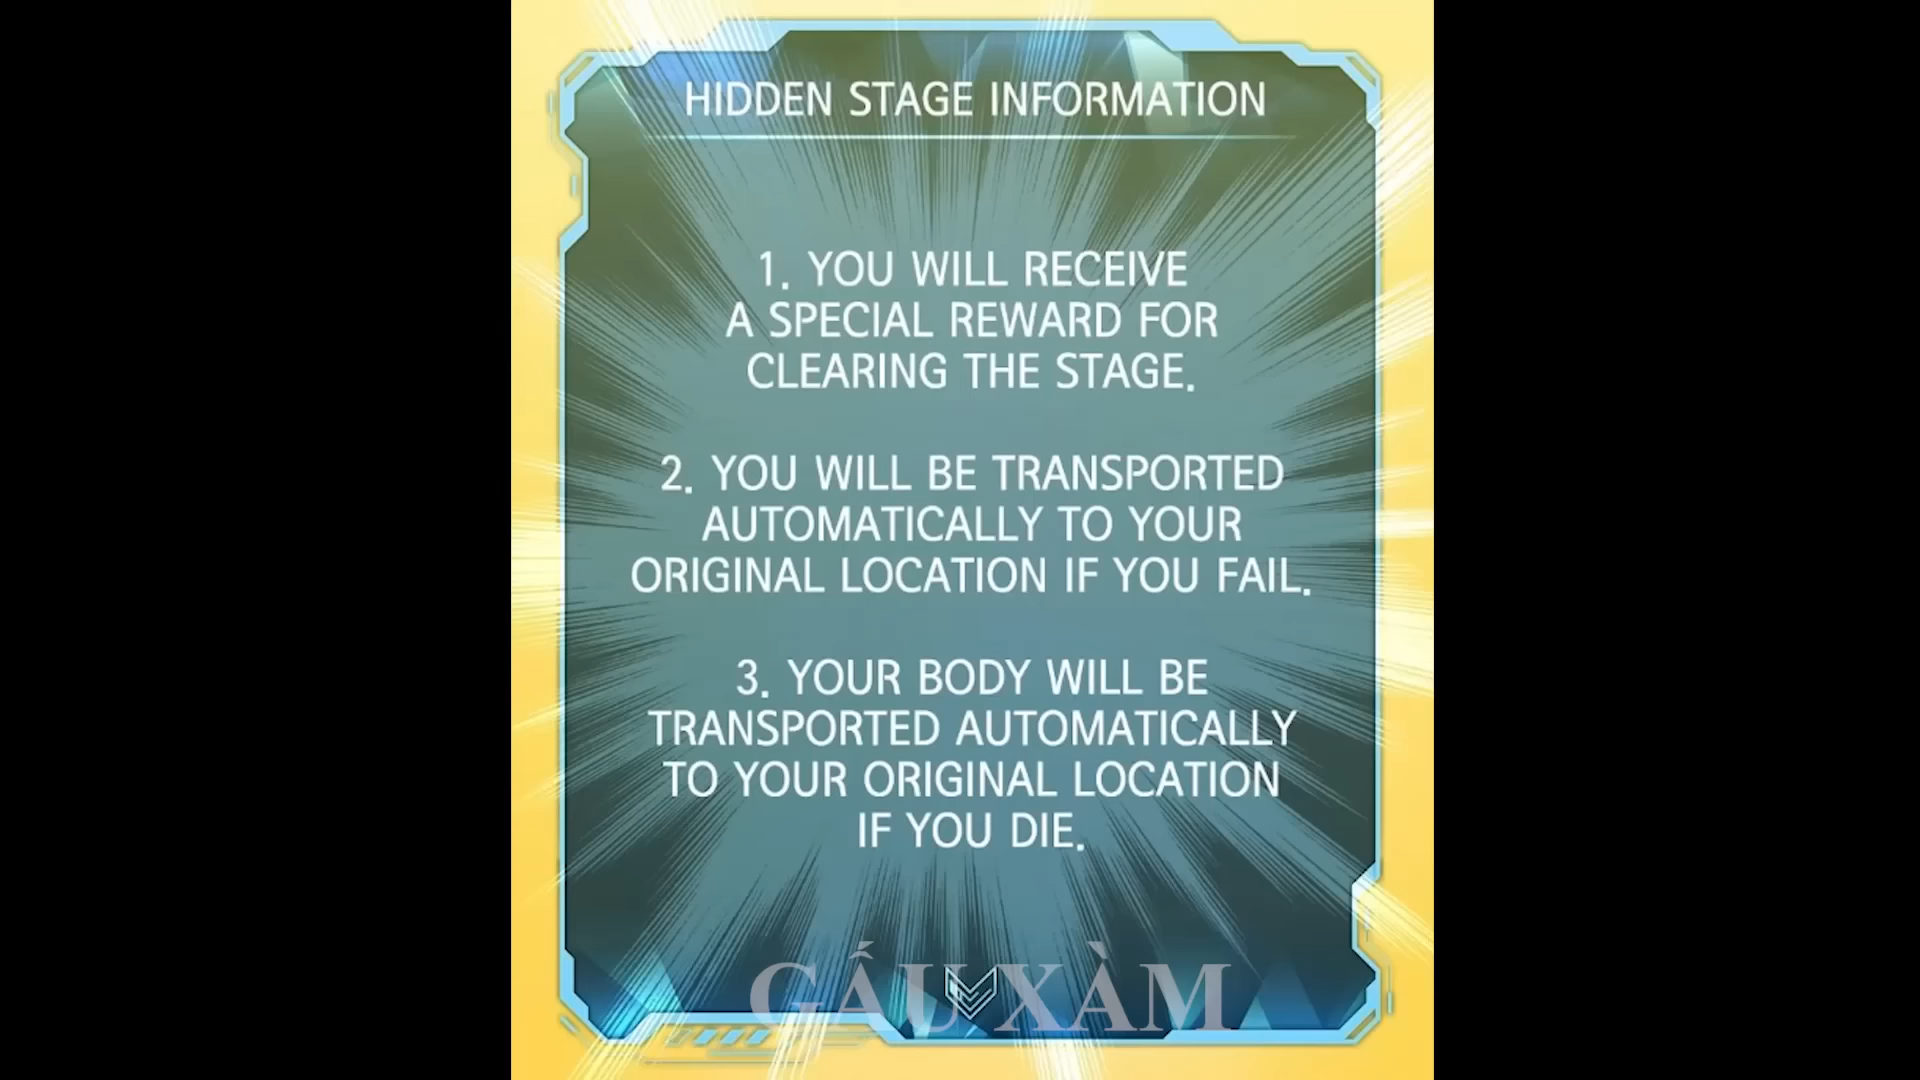 HIDDEN STAGE INFORMATION
1. YOU WILL RECEIVE
A SPECIAL REWARD FOR
CLEARING THE STAGE.
2. YOU WILL BE TRANSPORTED
AUTOMATICALLY TO YOUR
ORIGINAL LOCATION IF YOU FAIL.
3. YOUR BODY WILL BE
TRANSPORTED AUTOMATICALLY
TO YOUR ORIGINAL LOCATION
IF YOU DIE.
GẤU XÀM